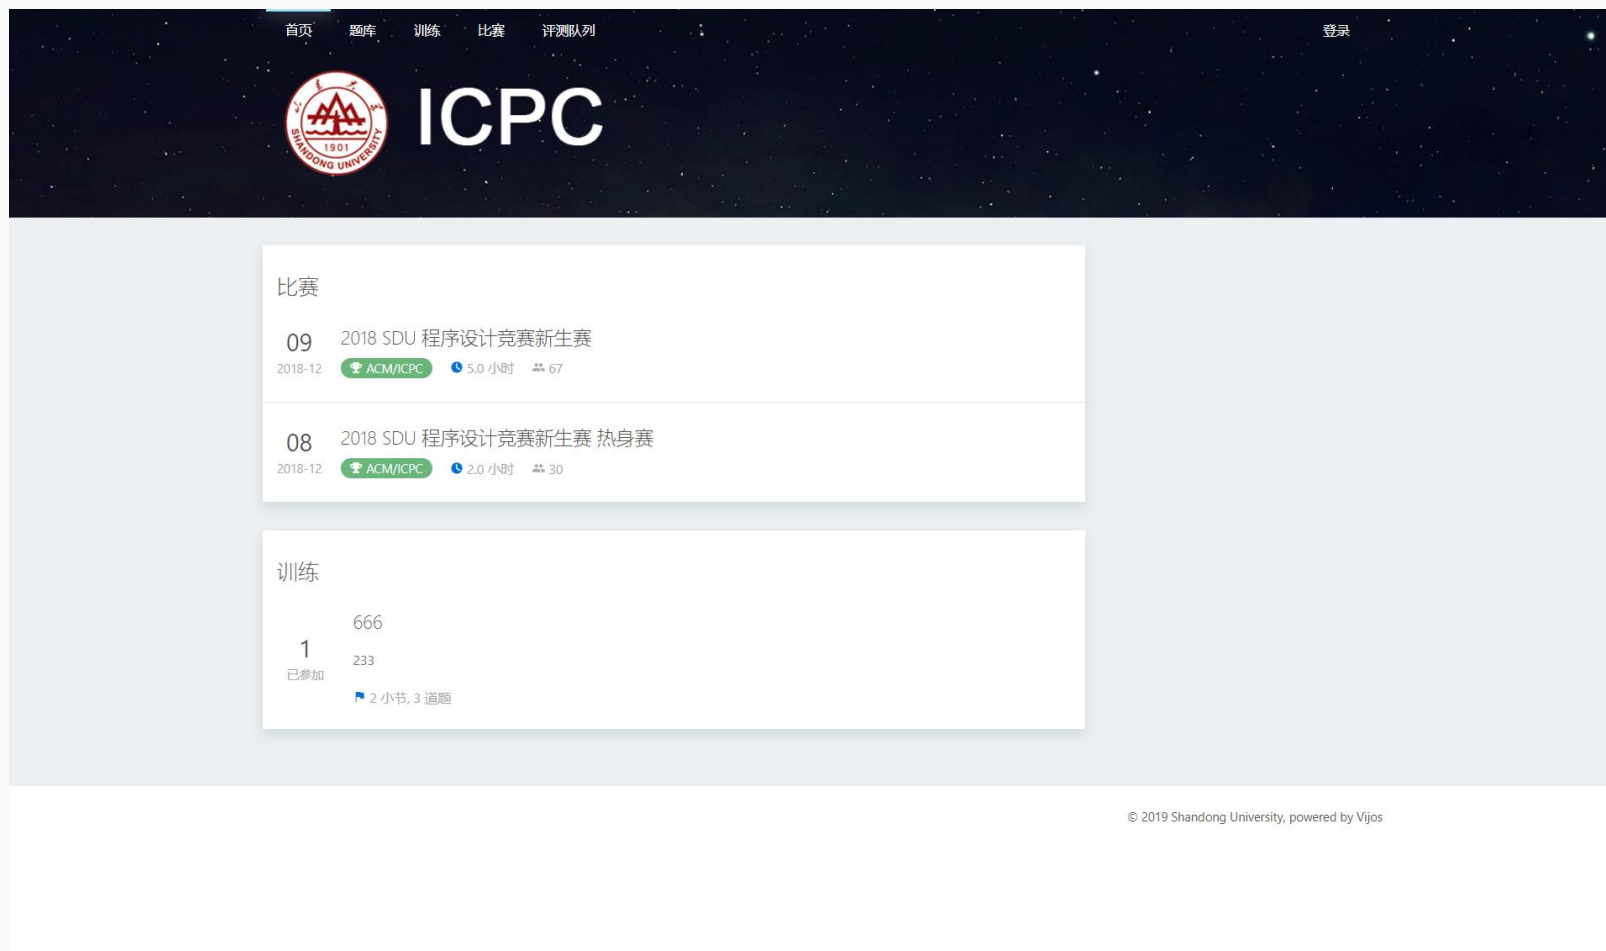 首页 题库 训练 比赛 评测队列 登录
山东大学
SHANDONG UNIVERSITY
1901
ICPC
比赛
09
2018-12
2018 SDU 程序设计竞赛新生赛
ACM/ICPC 5.0 小时 67
08
2018-12
2018 SDU 程序设计竞赛新生赛 热身赛
ACM/ICPC 2.0 小时 30
训练
1
已参加
666
233
2 小节, 3 道题
© 2019 Shandong University, powered by Vijos